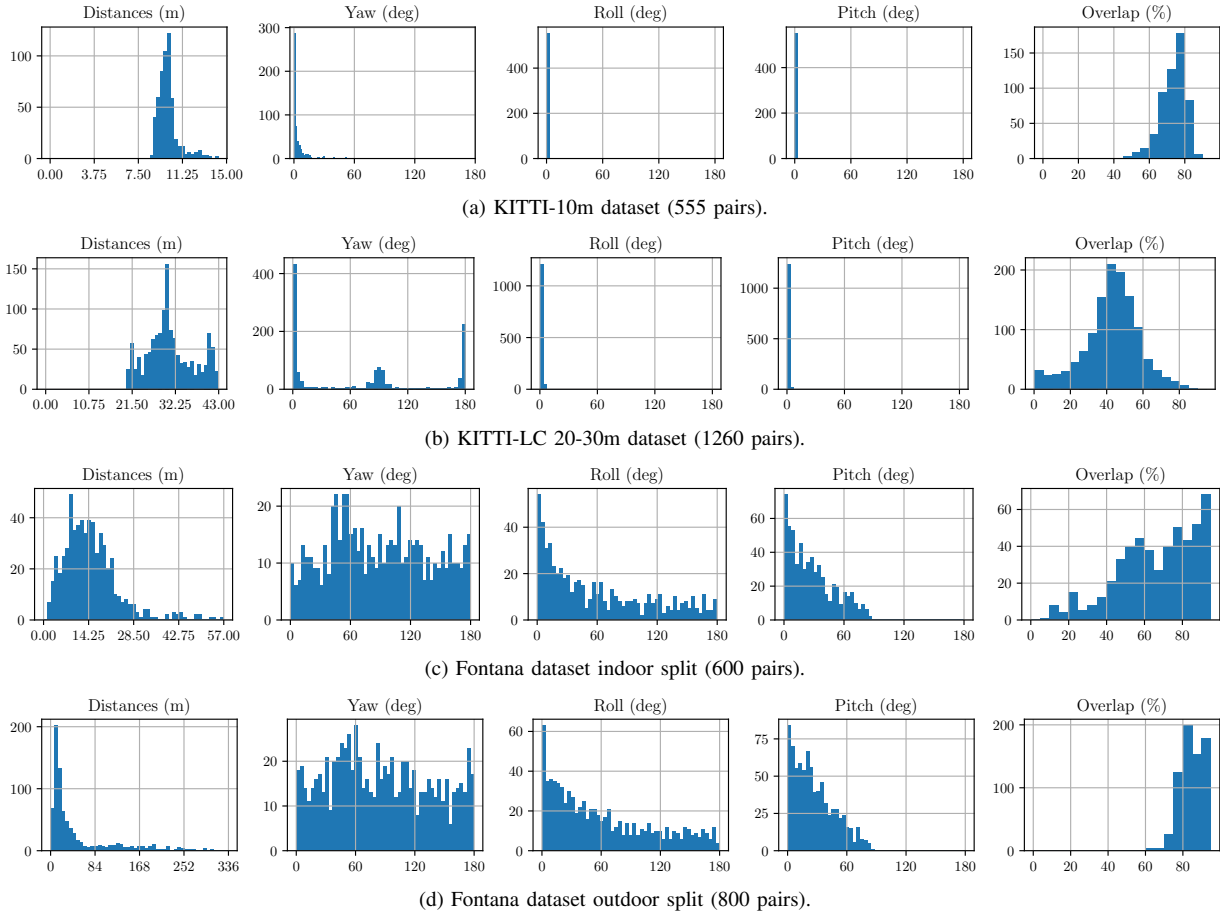 Distances (m) Yaw (deg) Roll (deg) Pitch (deg) Overlap (%)
100 50 0
0.00 3.75 7.50 11.25 15.00
300 200 100 0
0 60 120 180
400 200 0
0 60 120 180
400 200 0
0 60 120 180
150 100 50 0
0 20 40 60 80
(a) KITTI-10m dataset (555 pairs).
Distances (m) Yaw (deg) Roll (deg) Pitch (deg) Overlap (%)
150 100 50 0
0.00 10.75 21.50 32.25 43.00
400 200 0
0 60 120 180
1000 500 0
0 60 120 180
1000 500 0
0 60 120 180
200 100 0
0 20 40 60 80
(b) KITTI-LC 20-30m dataset (1260 pairs).
Distances (m) Yaw (deg) Roll (deg) Pitch (deg) Overlap (%)
40 20 0
0.00 14.25 28.50 42.75 57.00
20 10 0
0 60 120 180
40 20 0
0 60 120 180
60 40 20 0
0 60 120 180
60 40 20 0
0 20 40 60 80
(c) Fontana dataset indoor split (600 pairs).
Distances (m) Yaw (deg) Roll (deg) Pitch (deg) Overlap (%)
200 100 0
0 84 168 252 336
20 10 0
0 60 120 180
60 40 20 0
0 60 120 180
75 50 25 0
0 60 120 180
200 100 0
0 20 40 60 80
(d) Fontana dataset outdoor split (800 pairs).